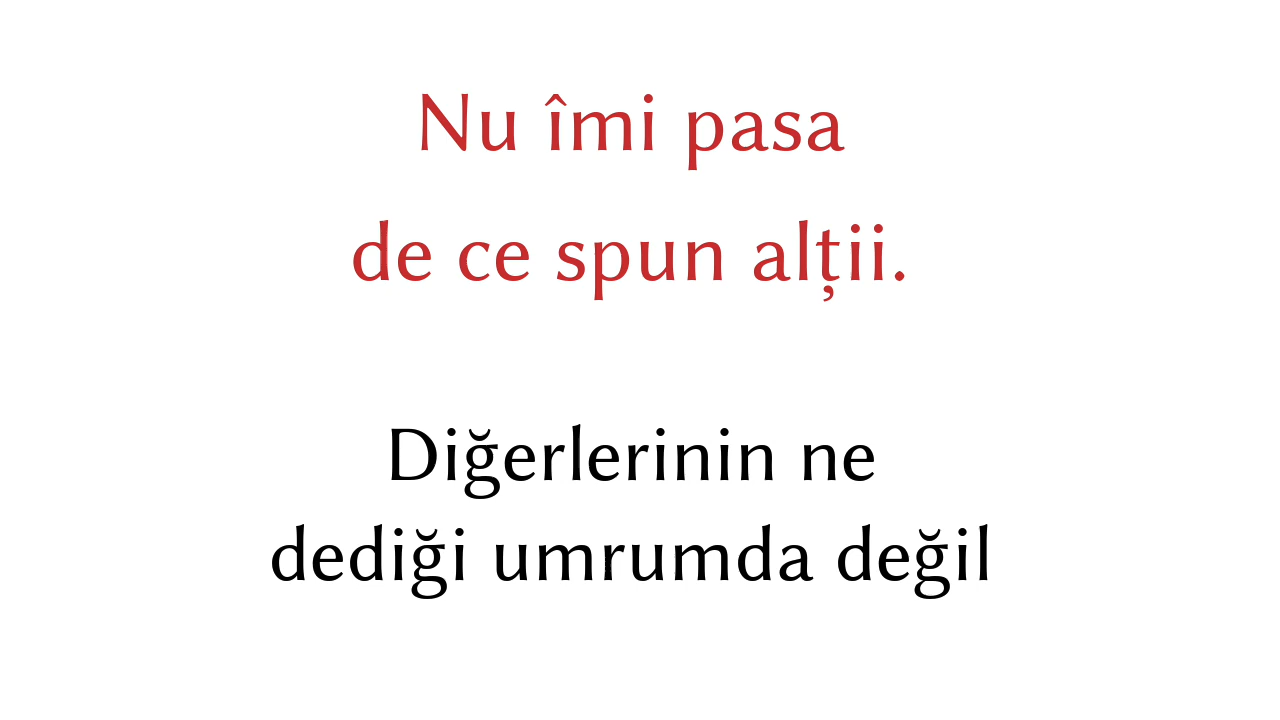 Nu îmi pasa
de ce spun alții.
Diğerlerinin ne
dediği umrumda değil